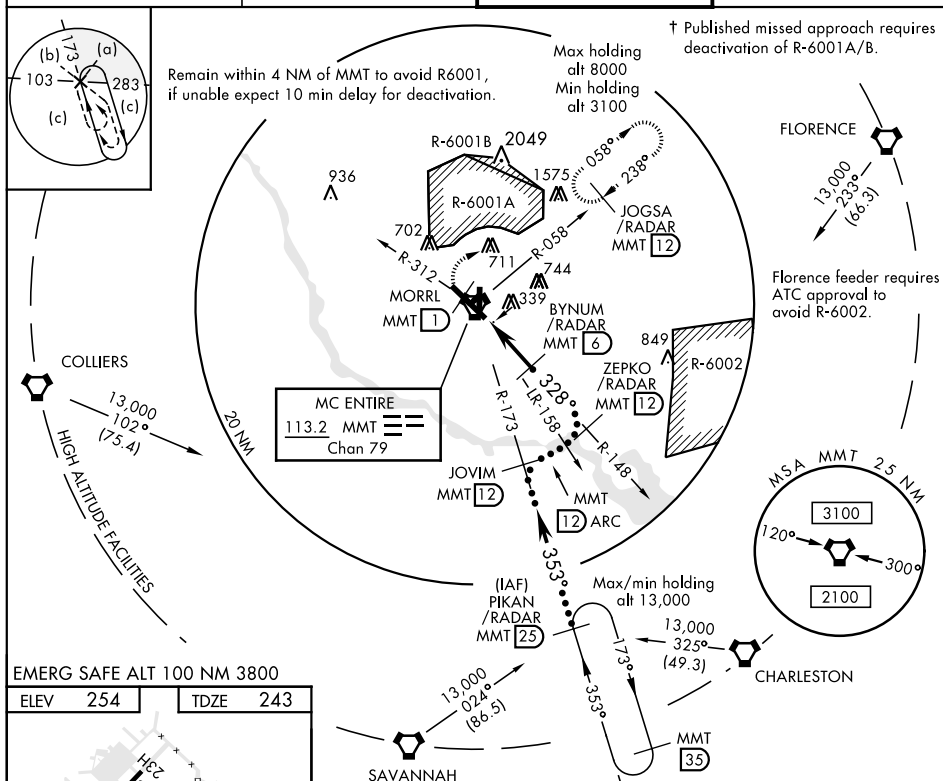 † Published missed approach requires
deactivation of R-6001A/B.
(b)
173
(a)
103
283
(c)
(c)
Remain within 4 NM of MMT to avoid R6001,
if unable expect 10 min delay for deactivation.
Max holding
alt 8000
Min holding
alt 3100
FLORENCE
13,000
233°
(66.3)
R-6001B
2049
058°
238°
936
1575
R-6001A
JOGSA
/RADAR
MMT 12
702
711
R-058
R-312
744
339
MORRL
MMT 1
Florence feeder requires
ATC approval to
avoid R-6002.
BYNUM
/RADAR
MMT 6
849
R-6002
ZEPKO
/RADAR
MMT 12
COLLIERS
13,000
102°
(75.4)
MC ENTIRE
113.2 MMT
Chan 79
328°
LR-158
R-173
R-148
20 NM
HIGH ALTITUDE FACILITIES
JOVIM
MMT 12
MMT
12 ARC
MSA MMT 25 NM
3100
120°
300°
2100
353°
(IAF)
PIKAN
/RADAR
MMT 25
Max/min holding
alt 13,000
13,000
325°
(49.3)
CHARLESTON
173°
353°
MMT
35
EMERG SAFE ALT 100 NM 3800
13,000
024°
(86.5)
SAVANNAH
ELEV 254
TDZE 243
23H